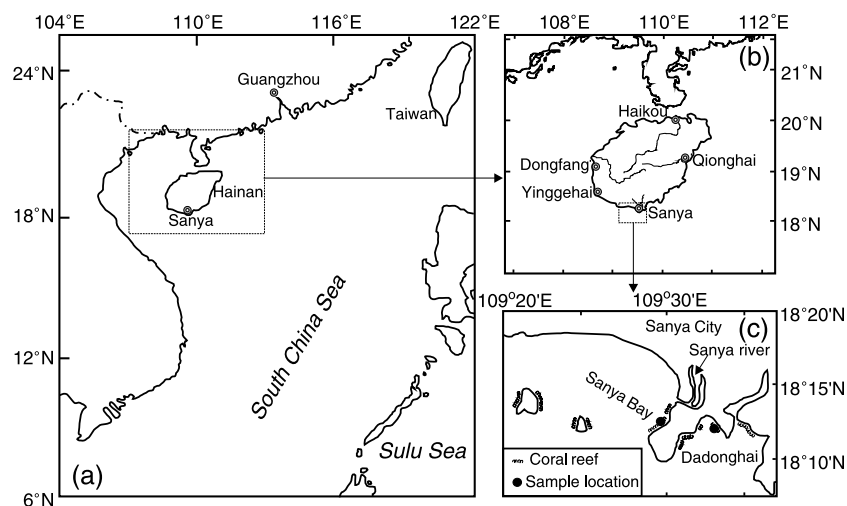 104°E 110°E 116°E 122°E
24°N
18°N
12°N
6°N
Guangzhou
Taiwan
Hainan
Sanya
South China Sea
Sulu Sea
(a)
108°E 110°E 112°E
(b)
21°N
20°N
19°N
18°N
Haikou
Dongfang
Qionghai
Yinggehai
Sanya
109°20'E 109°30'E
18°20'N
18°15'N
18°10'N
Sanya City
(c)
Sanya river
Sanya Bay
Dadonghai
Coral reef
Sample location